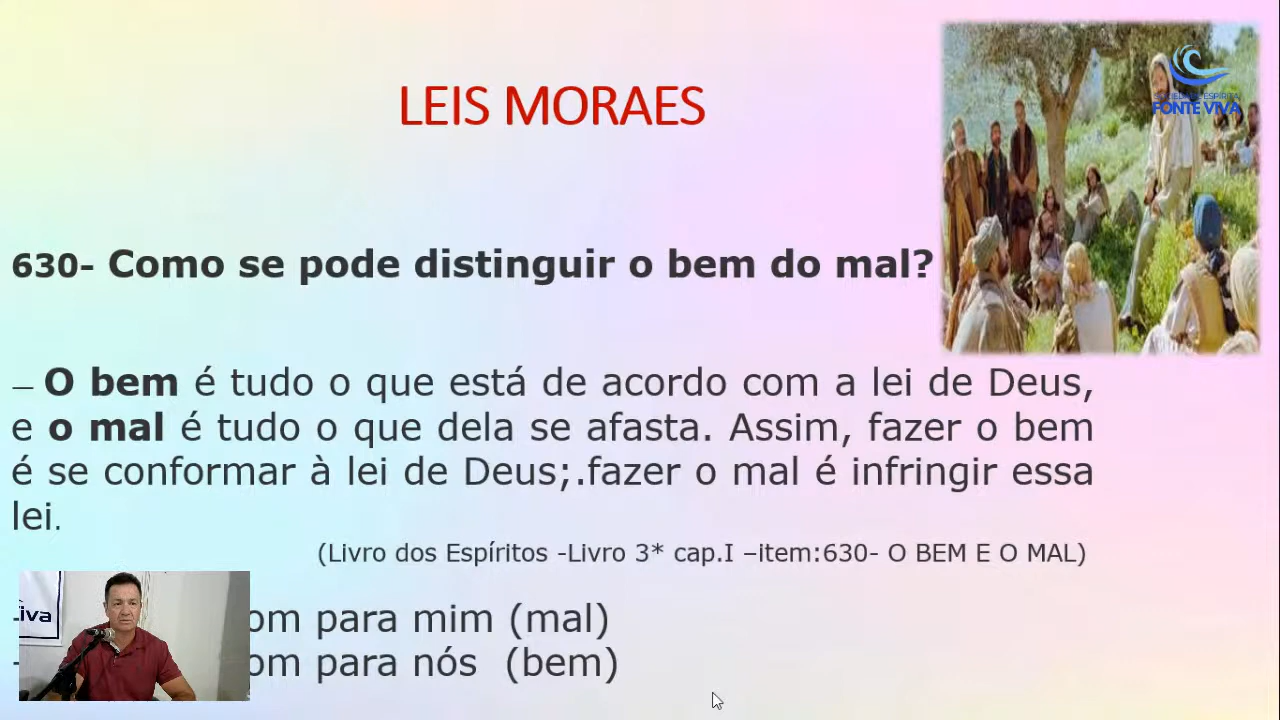 SOCIEDADE ESPÍRITA
FONTE VIVA
LEIS MORAES
630- Como se pode distinguir o bem do mal?
– O bem é tudo o que está de acordo com a lei de Deus,
e o mal é tudo o que dela se afasta. Assim, fazer o bem
é se conformar à lei de Deus;.fazer o mal é infringir essa
lei.
(Livro dos Espíritos -Livro 3* cap.I –item:630- O BEM E O MAL)
para mim (mal)
para nós (bem)